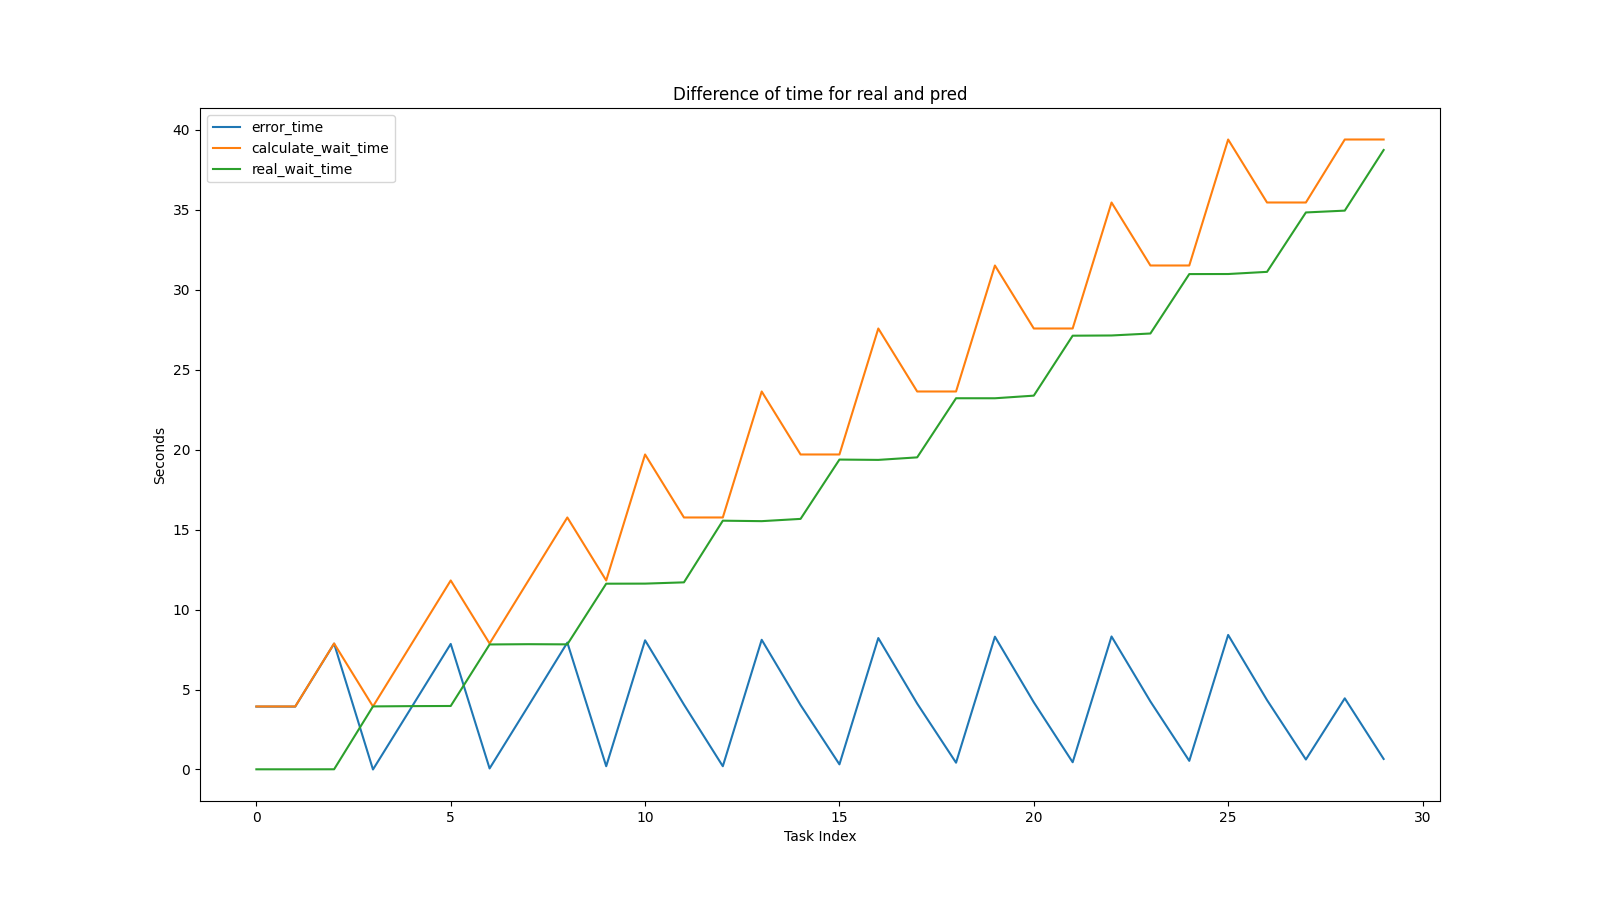 Difference of time for real and pred
error_time
calculate_wait_time
real_wait_time
40
35
30
25
20
15
10
5
0
Seconds
0 5 10 15 20 25 30
Task Index